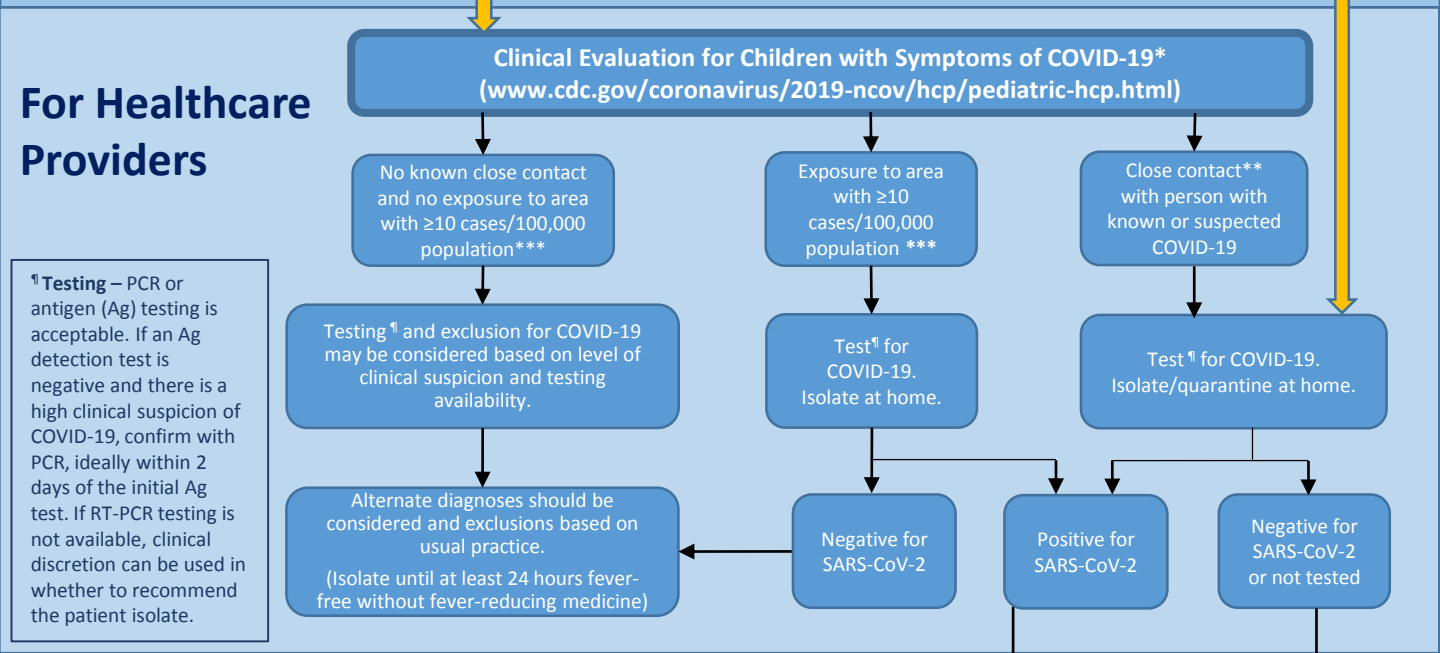 Clinical Evaluation for Children with Symptoms of COVID-19*
(www.cdc.gov/coronavirus/2019-ncov/hcp/pediatric-hcp.html)
For Healthcare
Providers
No known close contact
and no exposure to area
with ≥10 cases/100,000
population***
Exposure to area
with ≥10
cases/100,000
population ***
Close contact**
with person with
known or suspected
COVID-19
¶ Testing – PCR or
antigen (Ag) testing is
acceptable. If an Ag
detection test is
negative and there is a
high clinical suspicion of
COVID-19, confirm with
PCR, ideally within 2
days of the initial Ag
test. If RT-PCR testing is
not available, clinical
discretion can be used in
whether to recommend
the patient isolate.
Testing ¶ and exclusion for COVID-19
may be considered based on level of
clinical suspicion and testing
availability.
Test¶ for
COVID-19.
Isolate at home.
Test ¶ for COVID-19.
Isolate/quarantine at home.
Alternate diagnoses should be
considered and exclusions based on
usual practice.
(Isolate until at least 24 hours fever-
free without fever-reducing medicine)
Negative for
SARS-CoV-2
Positive for
SARS-CoV-2
Negative for
SARS-CoV-2
or not tested